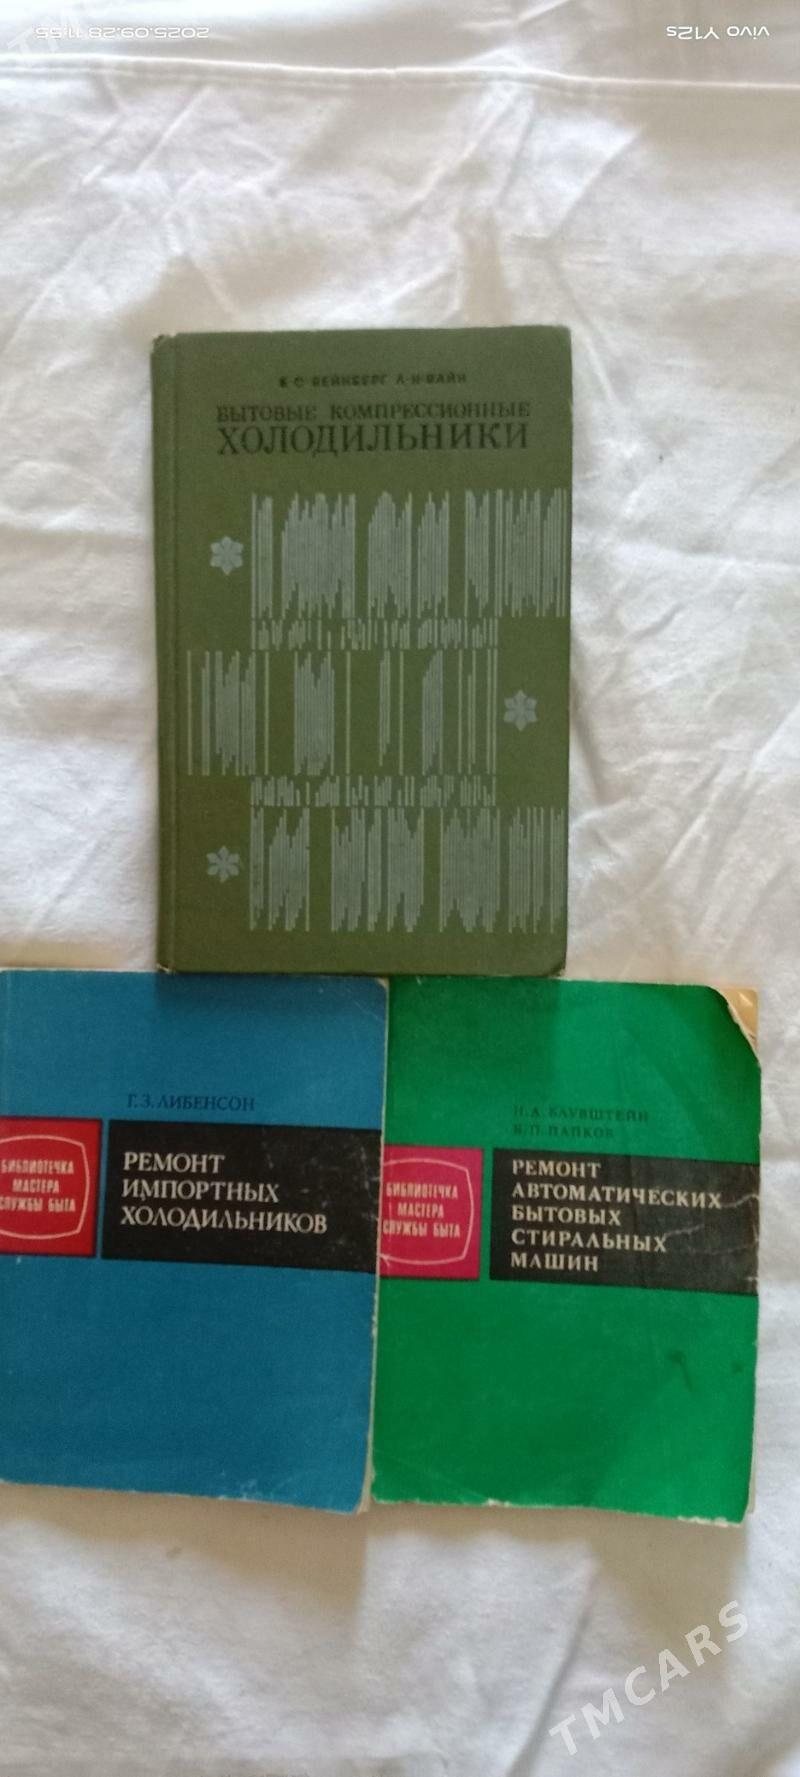 vivo Y12s
2025.09.28 11:55
Б·С·ВЕЙНБЕРГ Л·Н·ВАЙН
БЫТОВЫЕ КОМПРЕССИОННЫЕ
ХОЛОДИЛЬНИКИ
Г.З.ЛИБЕНСОН
БИБЛИОТЕЧКА
МАСТЕРА
СЛУЖБЫ БЫТА
РЕМОНТ
ИМПОРТНЫХ
ХОЛОДИЛЬНИКОВ
Н.А.БЛУВШТЕЙН
Б.П.ПАПКОВ
БИБЛИОТЕЧКА
МАСТЕРА
СЛУЖБЫ БЫТА
РЕМОНТ
АВТОМАТИЧЕСКИХ
БЫТОВЫХ
СТИРАЛЬНЫХ
МАШИН
TMCARS